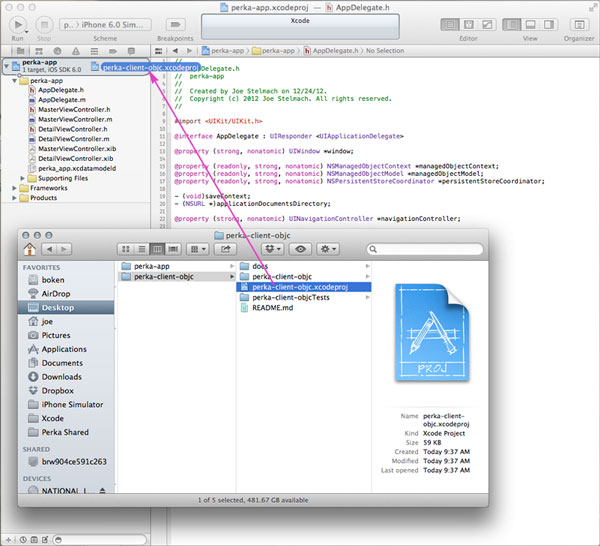 perka-app.xcodeproj — AppDelegate.h
Xcode
p... iPhone 6.0 Sim...
Run Stop Scheme Breakpoints Editor View Organizer
perka-app perka-app AppDelegate.h No Selection
perka-app
1 target, iOS SDK 6.0
perka-client-objc.xcodeproj
perka-app
AppDelegate.h
AppDelegate.m
MasterViewController.h
MasterViewController.m
DetailViewController.h
DetailViewController.m
MasterViewController.xib
DetailViewController.xib
perka_app.xcdatamodeld
Supporting Files
Frameworks
Products
//
AppDelegate.h
// perka-app
//
// Created by Joe Stelmach on 12/24/12.
// Copyright (c) 2012 Joe Stelmach. All rights reserved.
//
#import <UIKit/UIKit.h>
@interface AppDelegate : UIResponder <UIApplicationDelegate>
@property (strong, nonatomic) UIWindow *window;
@property (readonly, strong, nonatomic) NSManagedObjectContext *managedObjectContext;
@property (readonly, strong, nonatomic) NSManagedObjectModel *managedObjectModel;
17 @property (readonly, strong, nonatomic) NSPersistentStoreCoordinator *persistentStoreCoordinator;
18
19 - (void)saveContext;
20 - (NSURL *)applicationDocumentsDirectory;
21
22 @property (strong, nonatomic) UINavigationController *navigationController;
perka-client-objc
FAVORITES
boken
AirDrop
Desktop
joe
Pictures
Applications
Documents
Downloads
Dropbox
iPhone Simulator
Xcode
Perka Shared
SHARED
brw904ce591c263
DEVICES
NATIONAL_I...
perka-app
perka-client-objc
docs
perka-client-objc
perka-client-objc.xcodeproj
perka-client-objcTests
README.md
PROJ
Name perka-client-objc.xcodeproj
Kind Xcode Project
Size 59 KB
Created Today 9:37 AM
Modified Today 9:37 AM
Last opened Today 9:37 AM
1 of 5 selected, 481.67 GB available